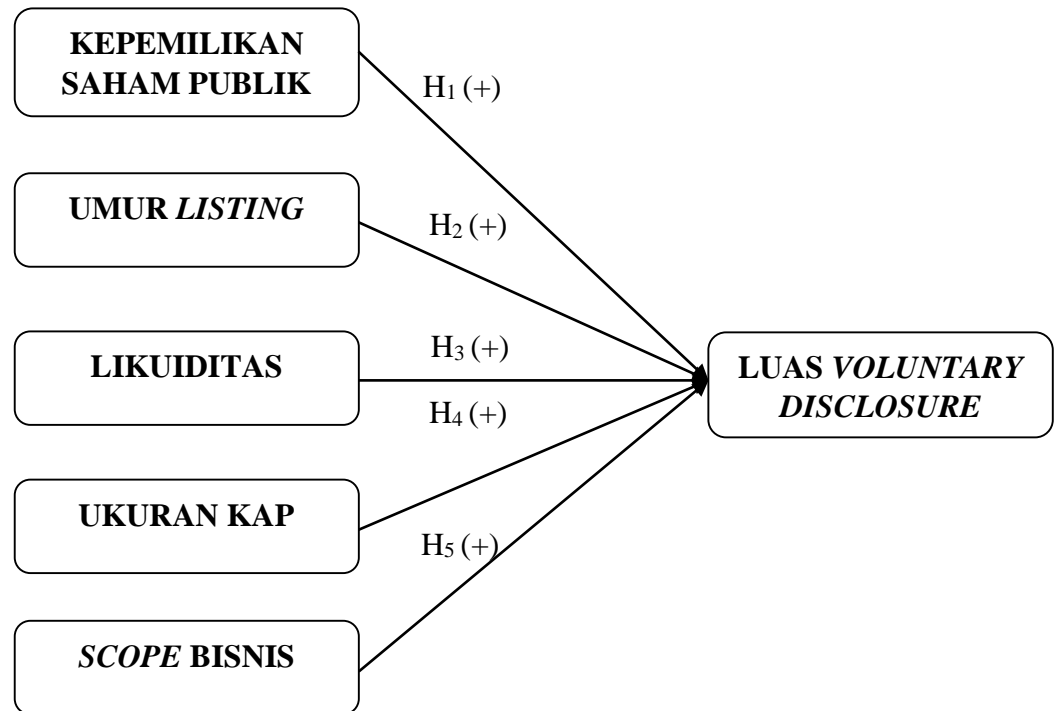 KEPEMILIKAN
SAHAM PUBLIK
H1 (+)
UMUR LISTING
H2 (+)
LIKUIDITAS
H3 (+)
LUAS VOLUNTARY
DISCLOSURE
H4 (+)
UKURAN KAP
H5 (+)
SCOPE BISNIS